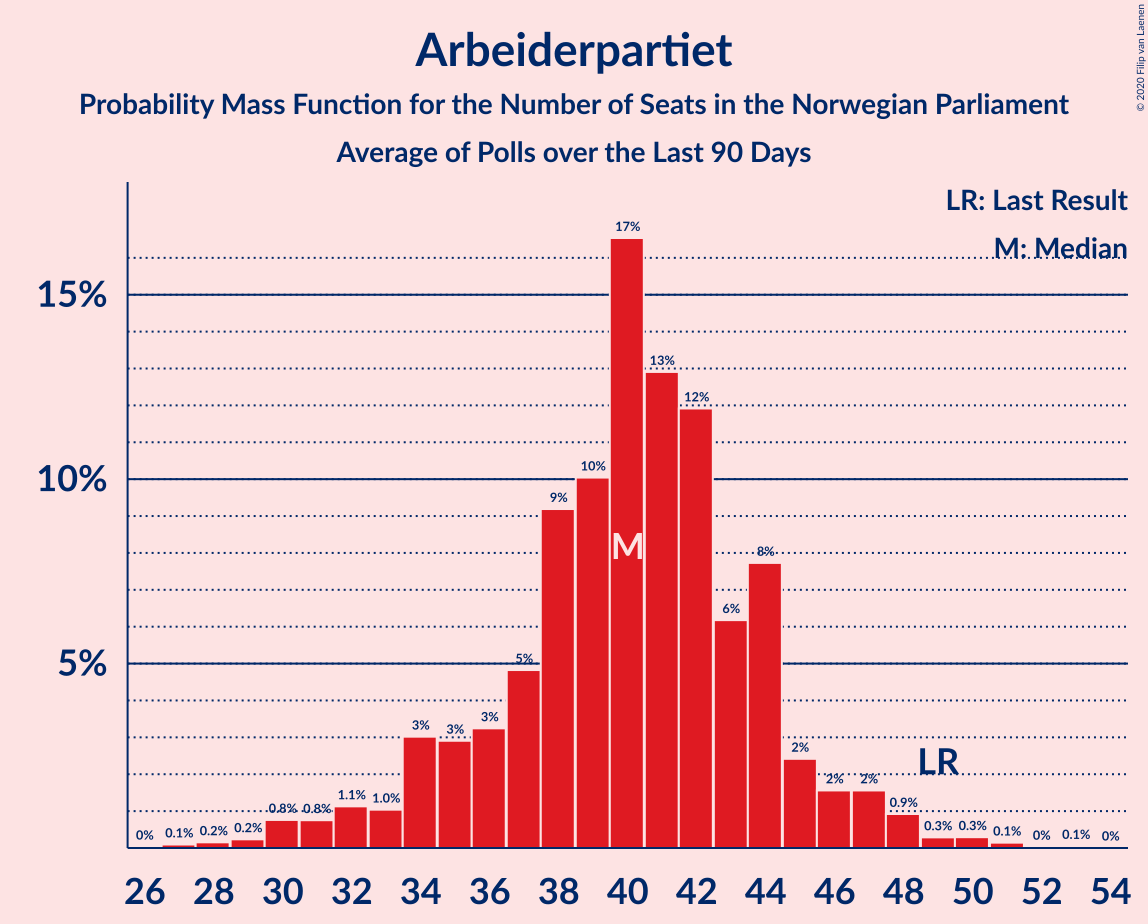 Arbeiderpartiet
Probability Mass Function for the Number of Seats in the Norwegian Parliament
Average of Polls over the Last 90 Days
© 2020 Filip van Laenen
LR: Last Result
M: Median
15%
10%
5%
0% 0.1% 0.2% 0.2% 0.8% 0.8% 1.1% 1.0% 3% 3% 3% 5% 9% 10% 17% 13% 12% 6% 8% 2% 2% 2% 0.9% 0.3% 0.3% 0.1% 0% 0.1% 0%
M
LR
26 28 30 32 34 36 38 40 42 44 46 48 50 52 54